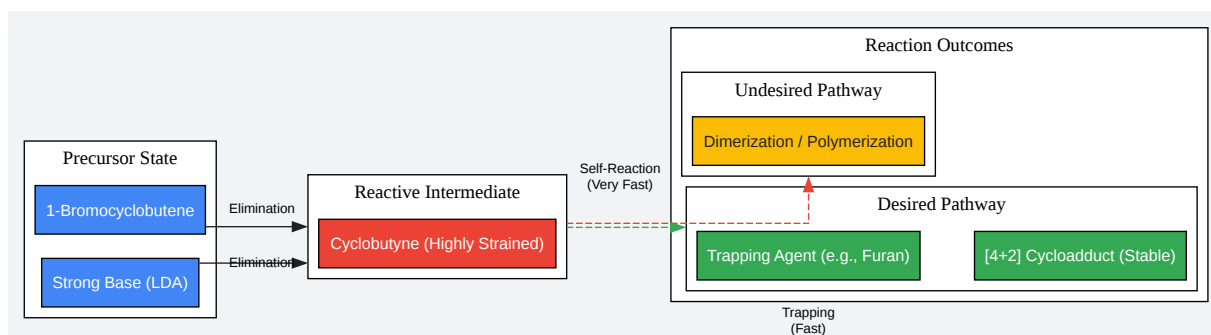 Reaction Outcomes
Undesired Pathway
Dimerization / Polymerization
Precursor State
1-Bromocyclobutene
Strong Base (LDA)
Elimination
Elimination
Reactive Intermediate
Cyclobutyne (Highly Strained)
Self-Reaction
(Very Fast)
Desired Pathway
Trapping Agent (e.g., Furan)
[4+2] Cycloadduct (Stable)
Trapping
(Fast)